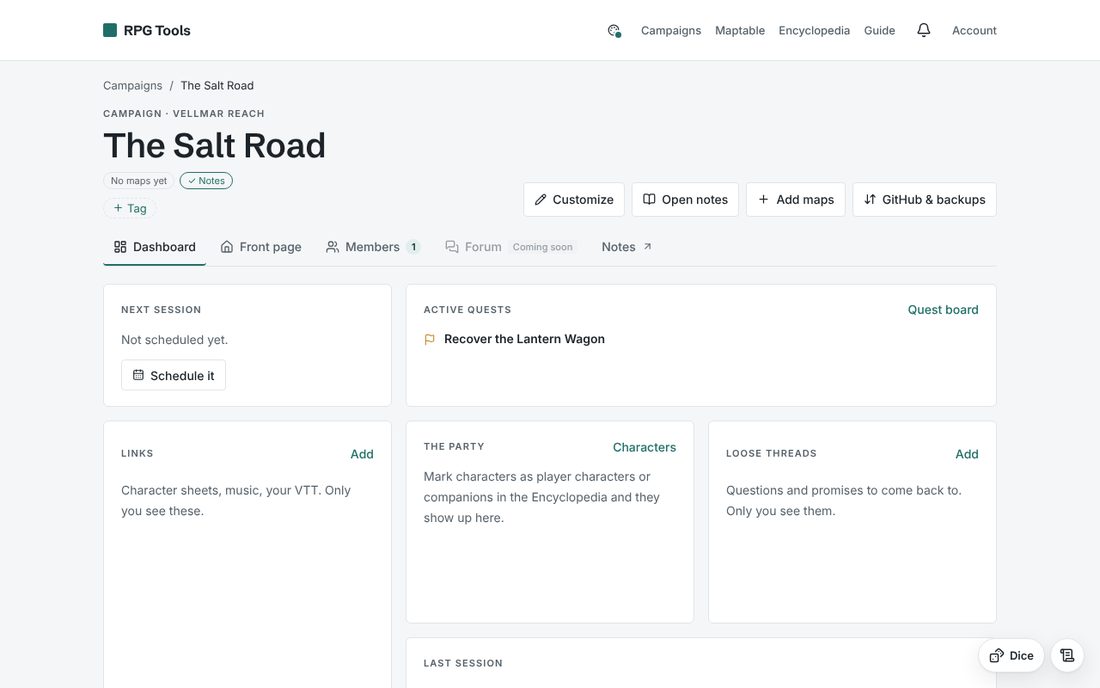 RPG Tools
Campaigns
Maptable
Encyclopedia
Guide
Account
Campaigns / The Salt Road
CAMPAIGN · VELLMAR REACH
The Salt Road
No maps yet
✓ Notes
+ Tag
Customize
Open notes
+ Add maps
GitHub & backups
Dashboard
Front page
Members 1
Forum Coming soon
Notes ↗
NEXT SESSION
Not scheduled yet.
Schedule it
ACTIVE QUESTS
Quest board
Recover the Lantern Wagon
LINKS
Add
Character sheets, music, your VTT. Only
you see these.
THE PARTY
Characters
Mark characters as player characters or
companions in the Encyclopedia and they
show up here.
LOOSE THREADS
Add
Questions and promises to come back to.
Only you see them.
LAST SESSION
Dice